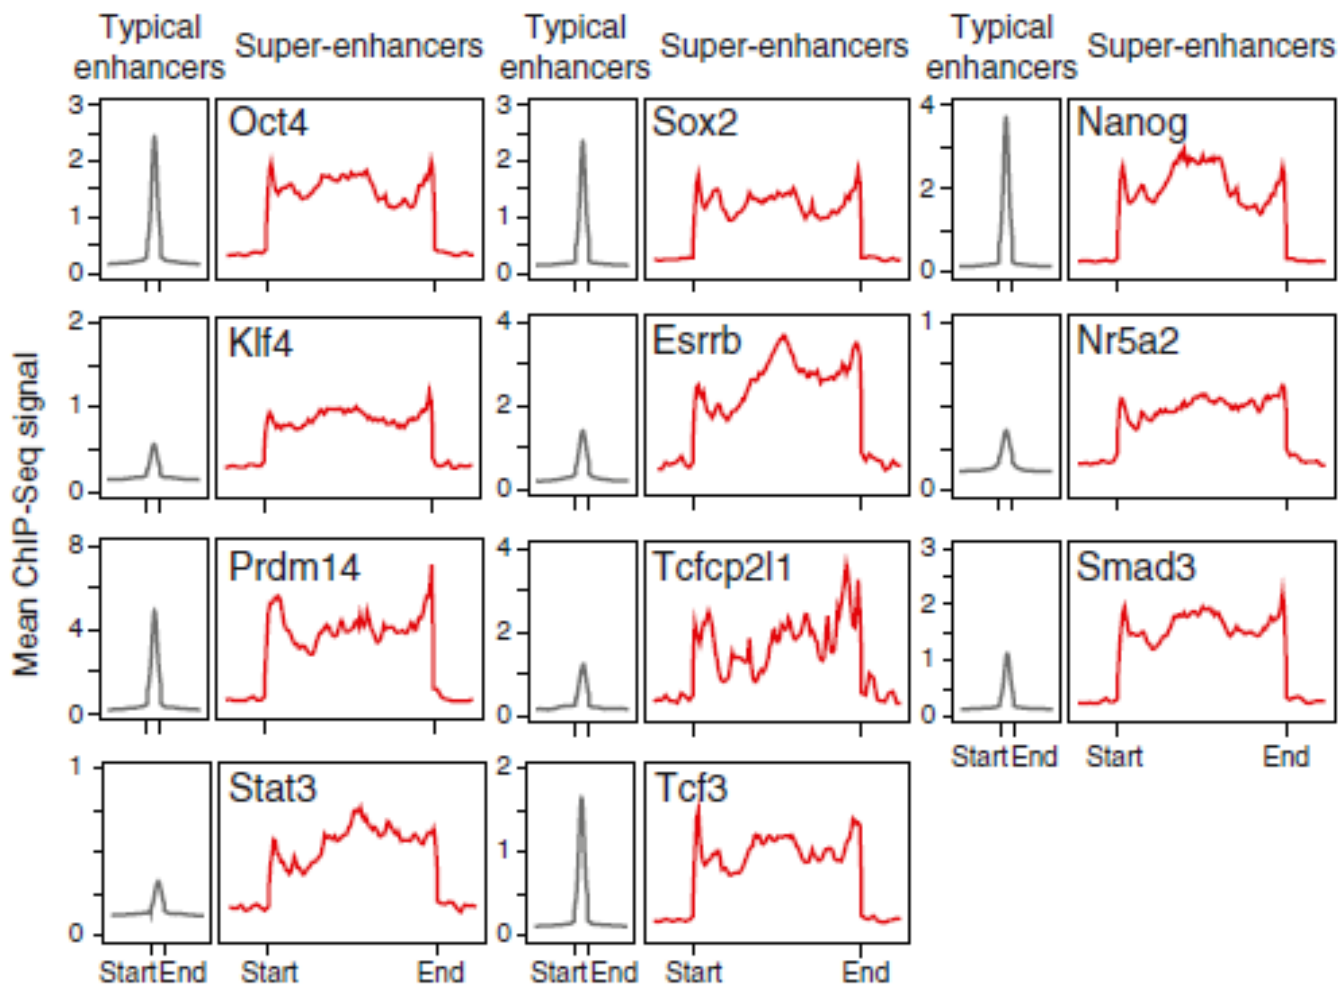 Typical enhancers Super-enhancers Typical enhancers Super-enhancers Typical enhancers Super-enhancers
Mean ChIP-Seq signal
3
2
1
0
Oct4
3
2
1
0
Sox2
4
2
0
Nanog
2
1
0
Klf4
4
2
0
Esrrb
1
0
Nr5a2
8
4
0
Prdm14
4
2
0
Tcfcp2l1
3
2
1
0
Smad3
Start End Start End
1
0
Stat3
2
1
0
Tcf3
Start End Start End Start End Start End